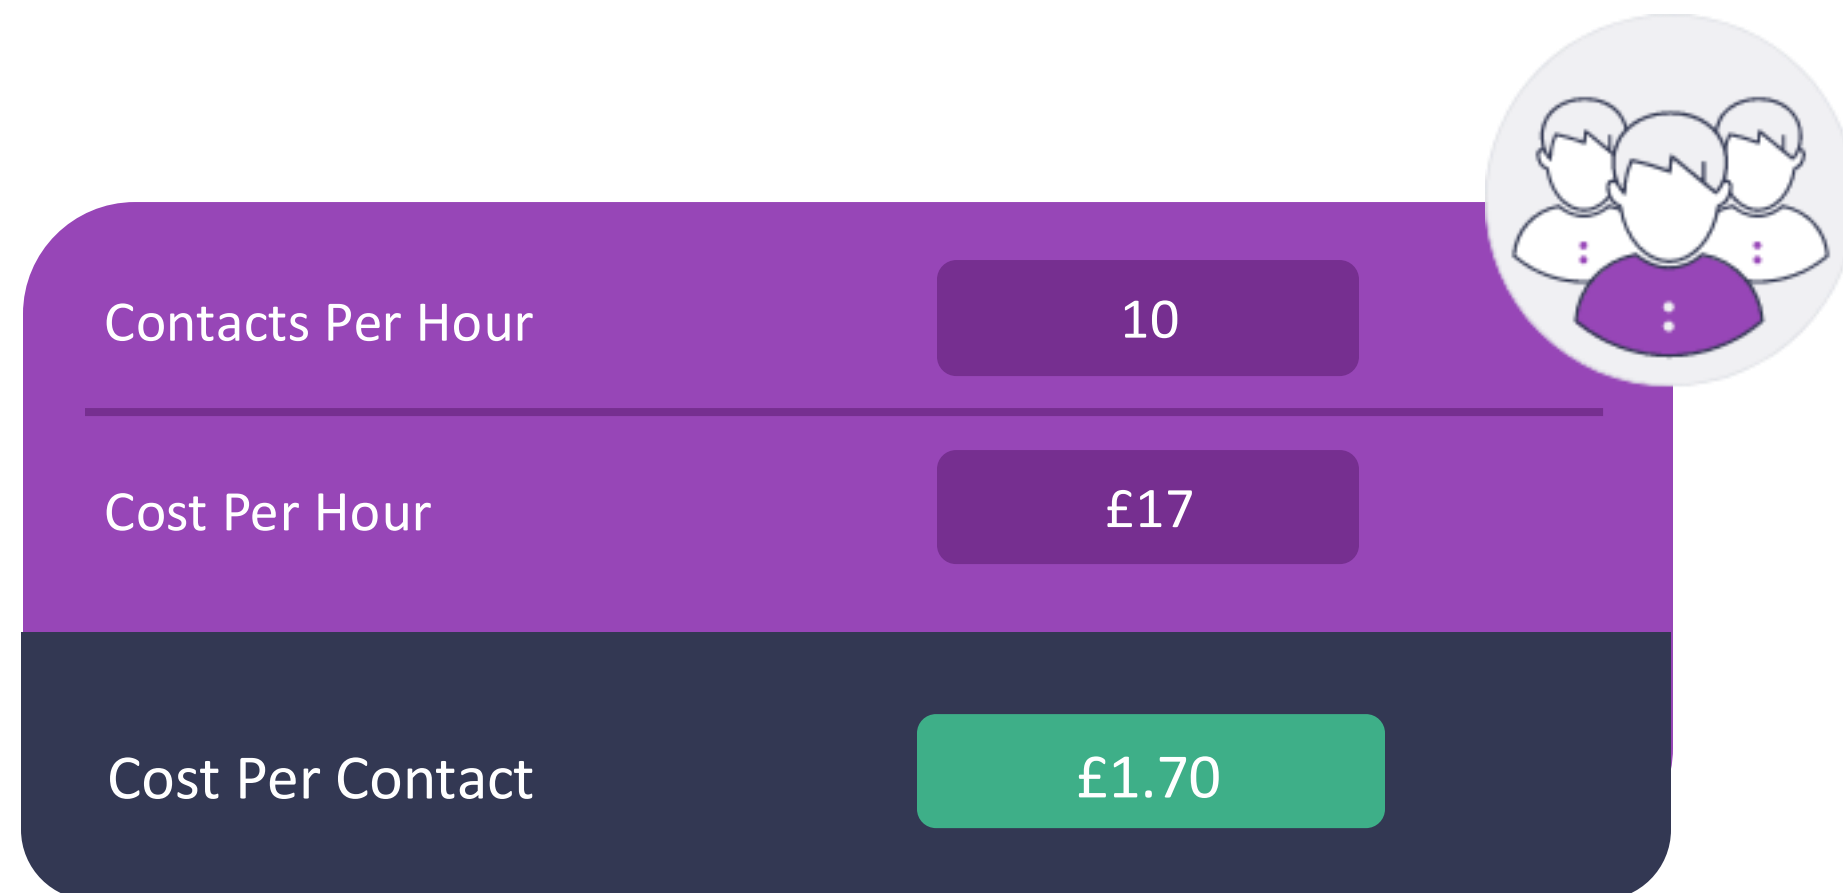 Contacts Per Hour 10
Cost Per Hour £17
Cost Per Contact £1.70